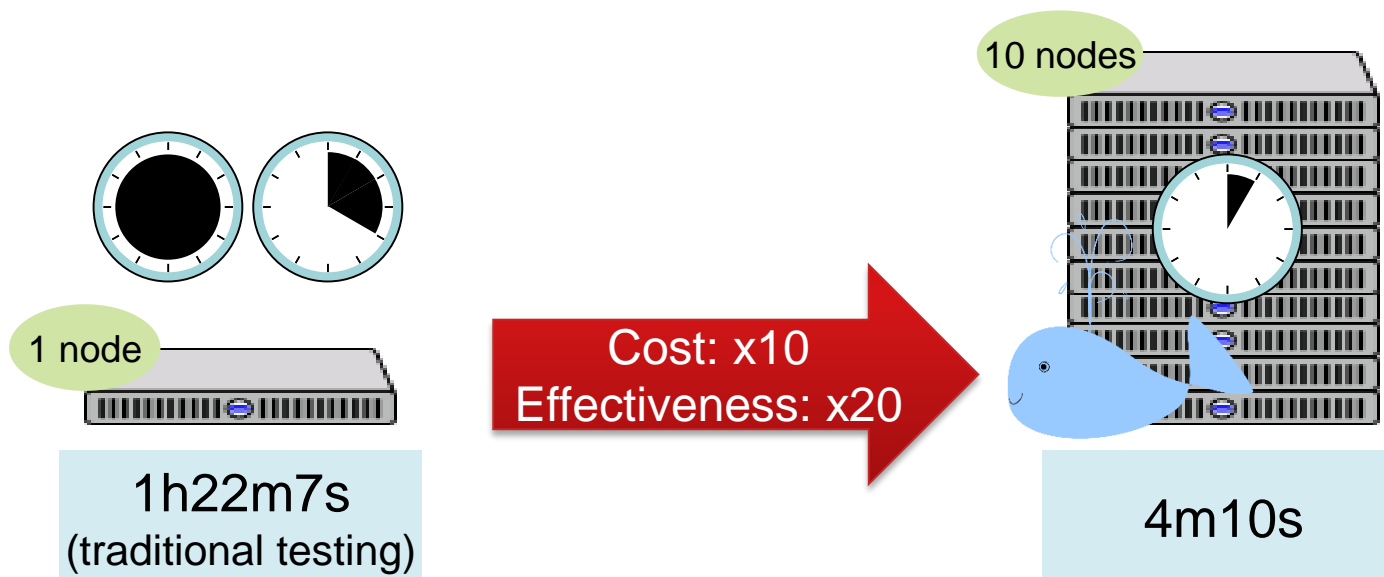 10 nodes
1 node
Cost: x10
Effectiveness: x20
1h22m7s
(traditional testing)
4m10s